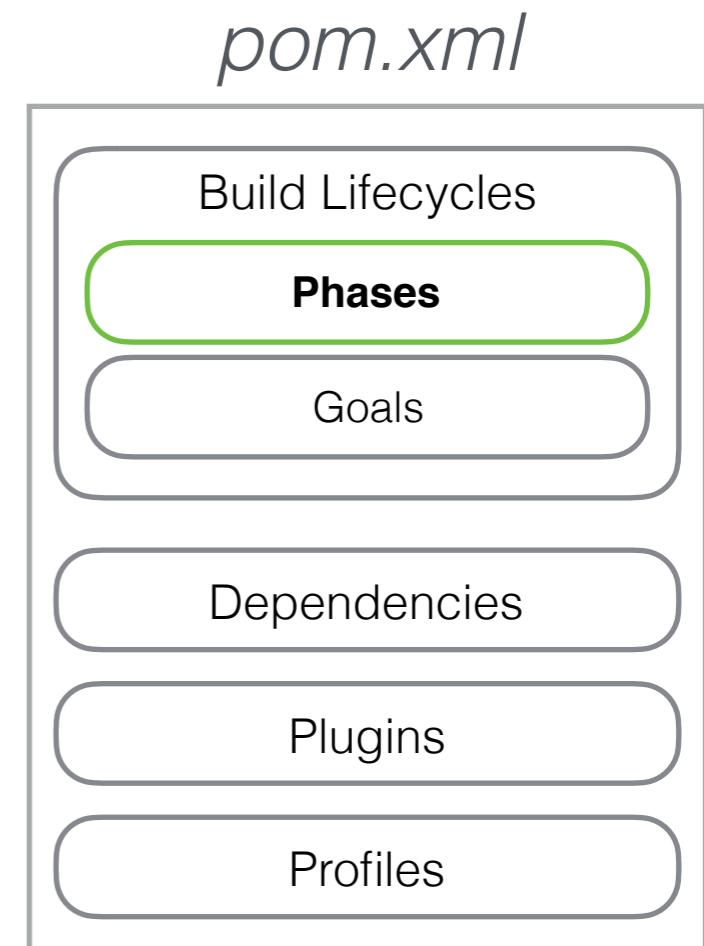 pom.xml
Build Lifecycles
Phases
Goals
Dependencies
Plugins
Profiles